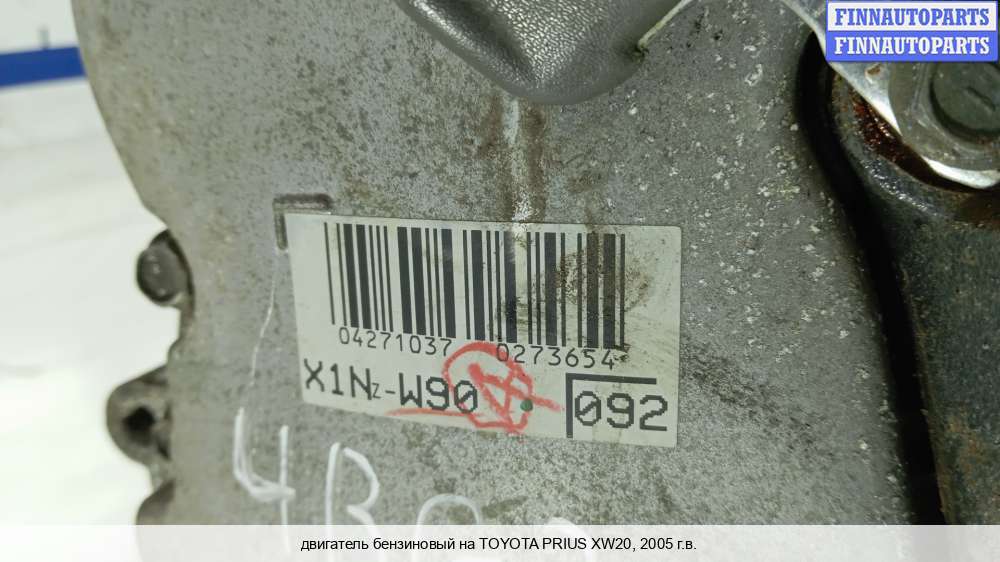 FINNAUTOPARTS
FINNAUTOPARTS
04271037 0273654
X1NZ-W90
092
двигатель бензиновый на TOYOTA PRIUS XW20, 2005 г.в.